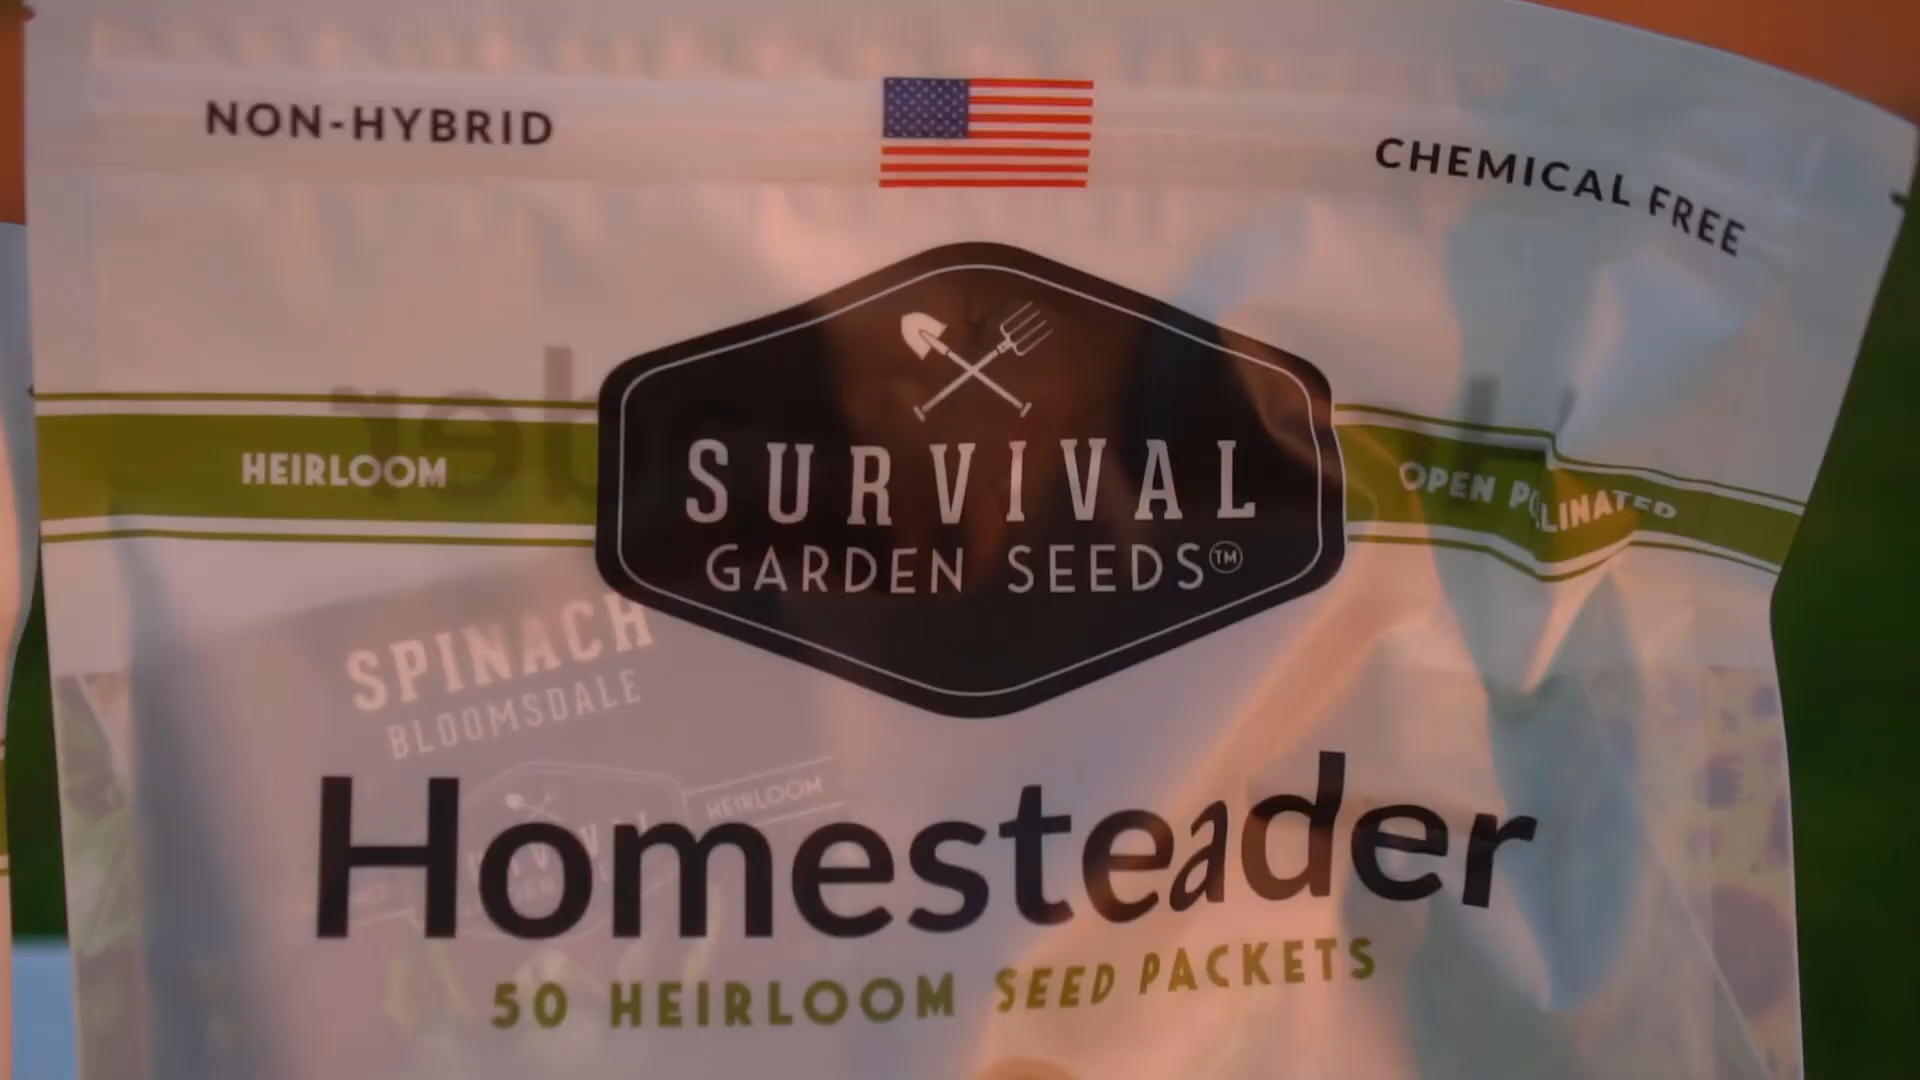 NON-HYBRID
CHEMICAL FREE
SURVIVAL
GARDEN SEEDS™
HEIRLOOM
OPEN POLLINATED
SPINACH
BLOOMSDALE
HEIRLOOM
Homesteader
50 HEIRLOOM SEED PACKETS